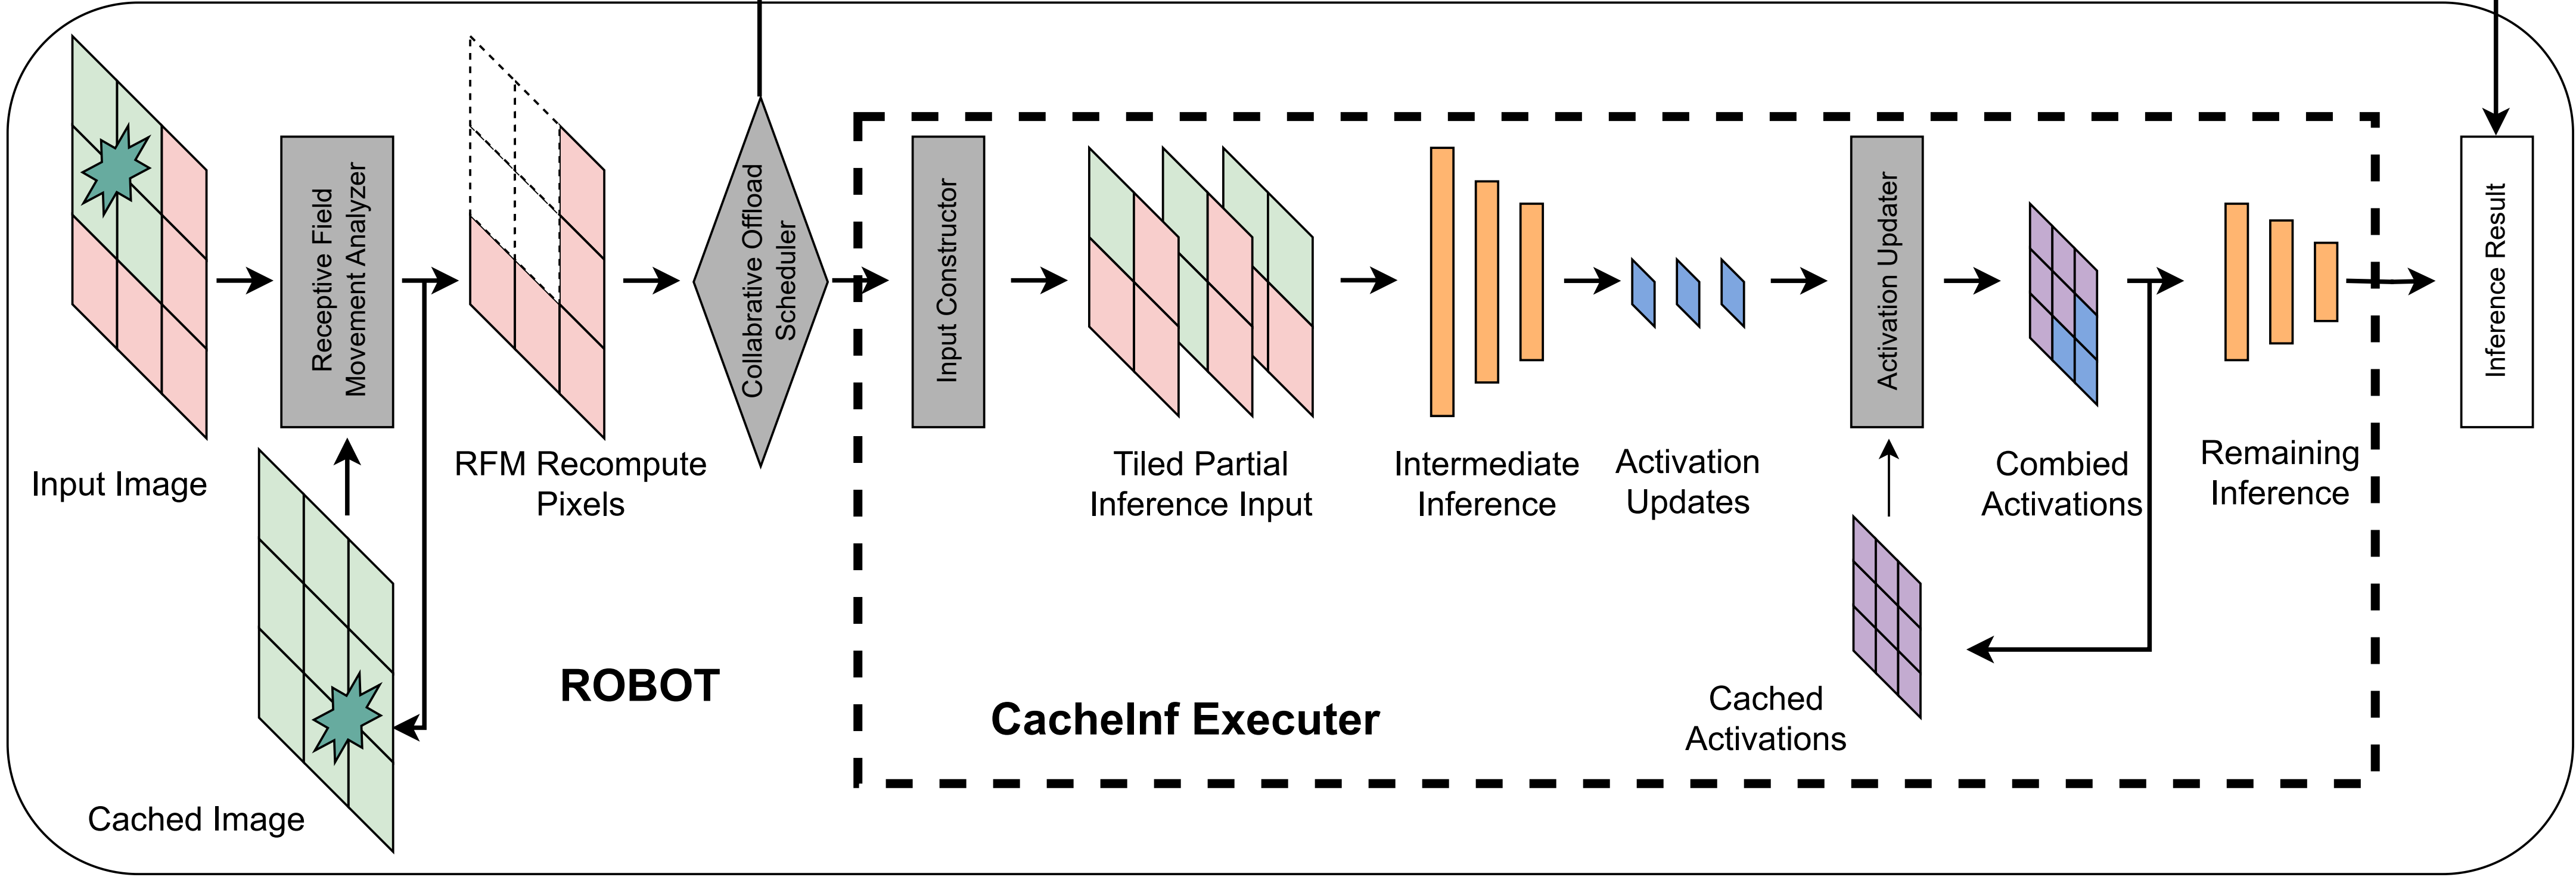 Input Image
Receptive Field
Movement Analyzer
Cached Image
RFM Recompute
Pixels
Collabrative Offload
Scheduler
ROBOT
Input Constructor
Tiled Partial
Inference Input
Intermediate
Inference
Activation
Updates
Activation Updater
Cached
Activations
Combied
Activations
Remaining
Inference
CacheInf Executer
Inference Result